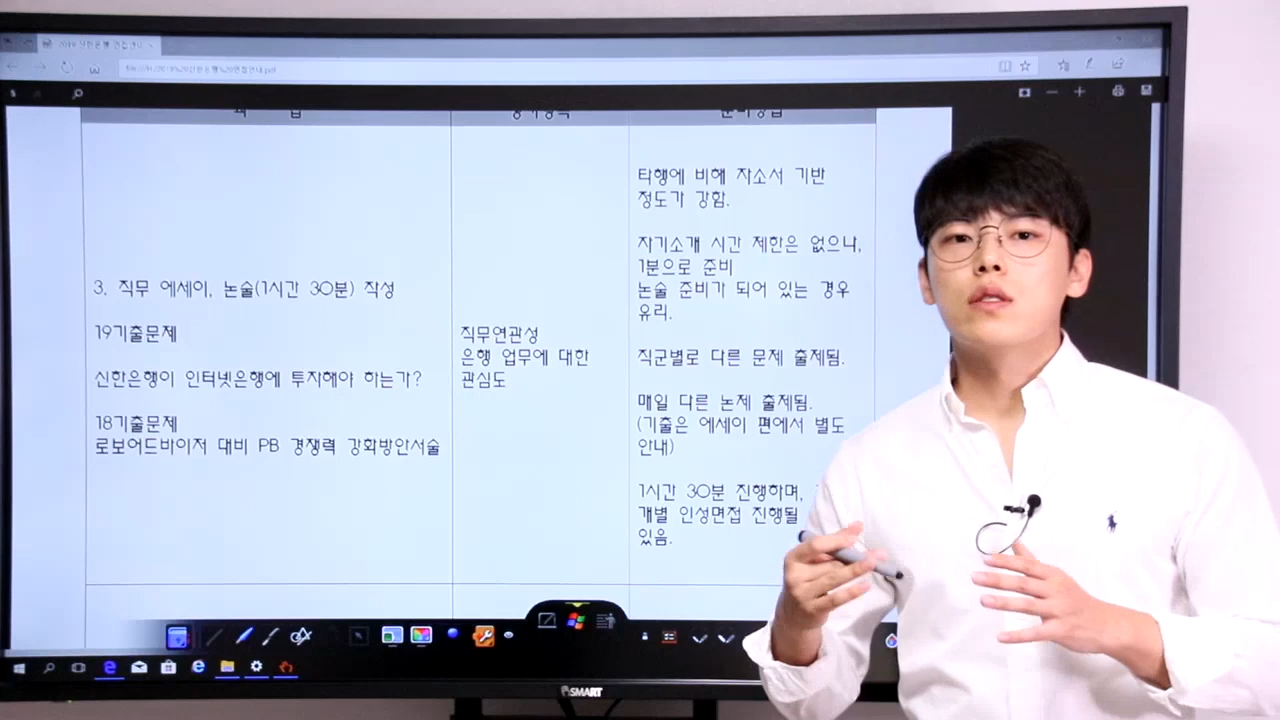 타행에 비해 자소서 기반
정도가 강함.
자기소개 시간 제한은 없으나,
1분으로 준비
논술 준비가 되어 있는 경우
유리.
3. 직무 에세이, 논술(1시간 30분) 작성
19기출문제
직무연관성
은행 업무에 대한
관심도
직군별로 다른 문제 출제됨.
신한은행이 인터넷은행에 투자해야 하는가?
매일 다른 논제 출제됨.
(기출은 에세이 편에서 별도
안내)
18기출문제
로보어드바이저 대비 PB 경쟁력 강화방안서술
1시간 30분 진행하며,
개별 인성면접 진행될
있음.
SMART